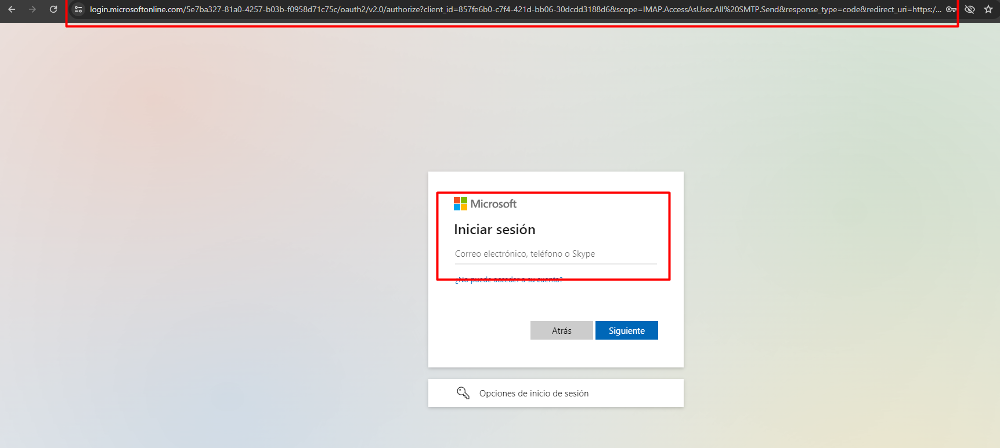 login.microsoftonline.com/5e7ba327-81a0-4257-b03b-f0958d71c75c/oauth2/v2.0/authorize?client_id=857fe6b0-c7f4-421d-bb06-30dcdd3188d6&scope=IMAP.AccessAsUser.All%20SMTP.Send&response_type=code&redirect_uri=https:/...
Microsoft
Iniciar sesión
Correo electrónico, teléfono o Skype
¿No puede acceder a su cuenta?
Atrás
Siguiente
Opciones de inicio de sesión